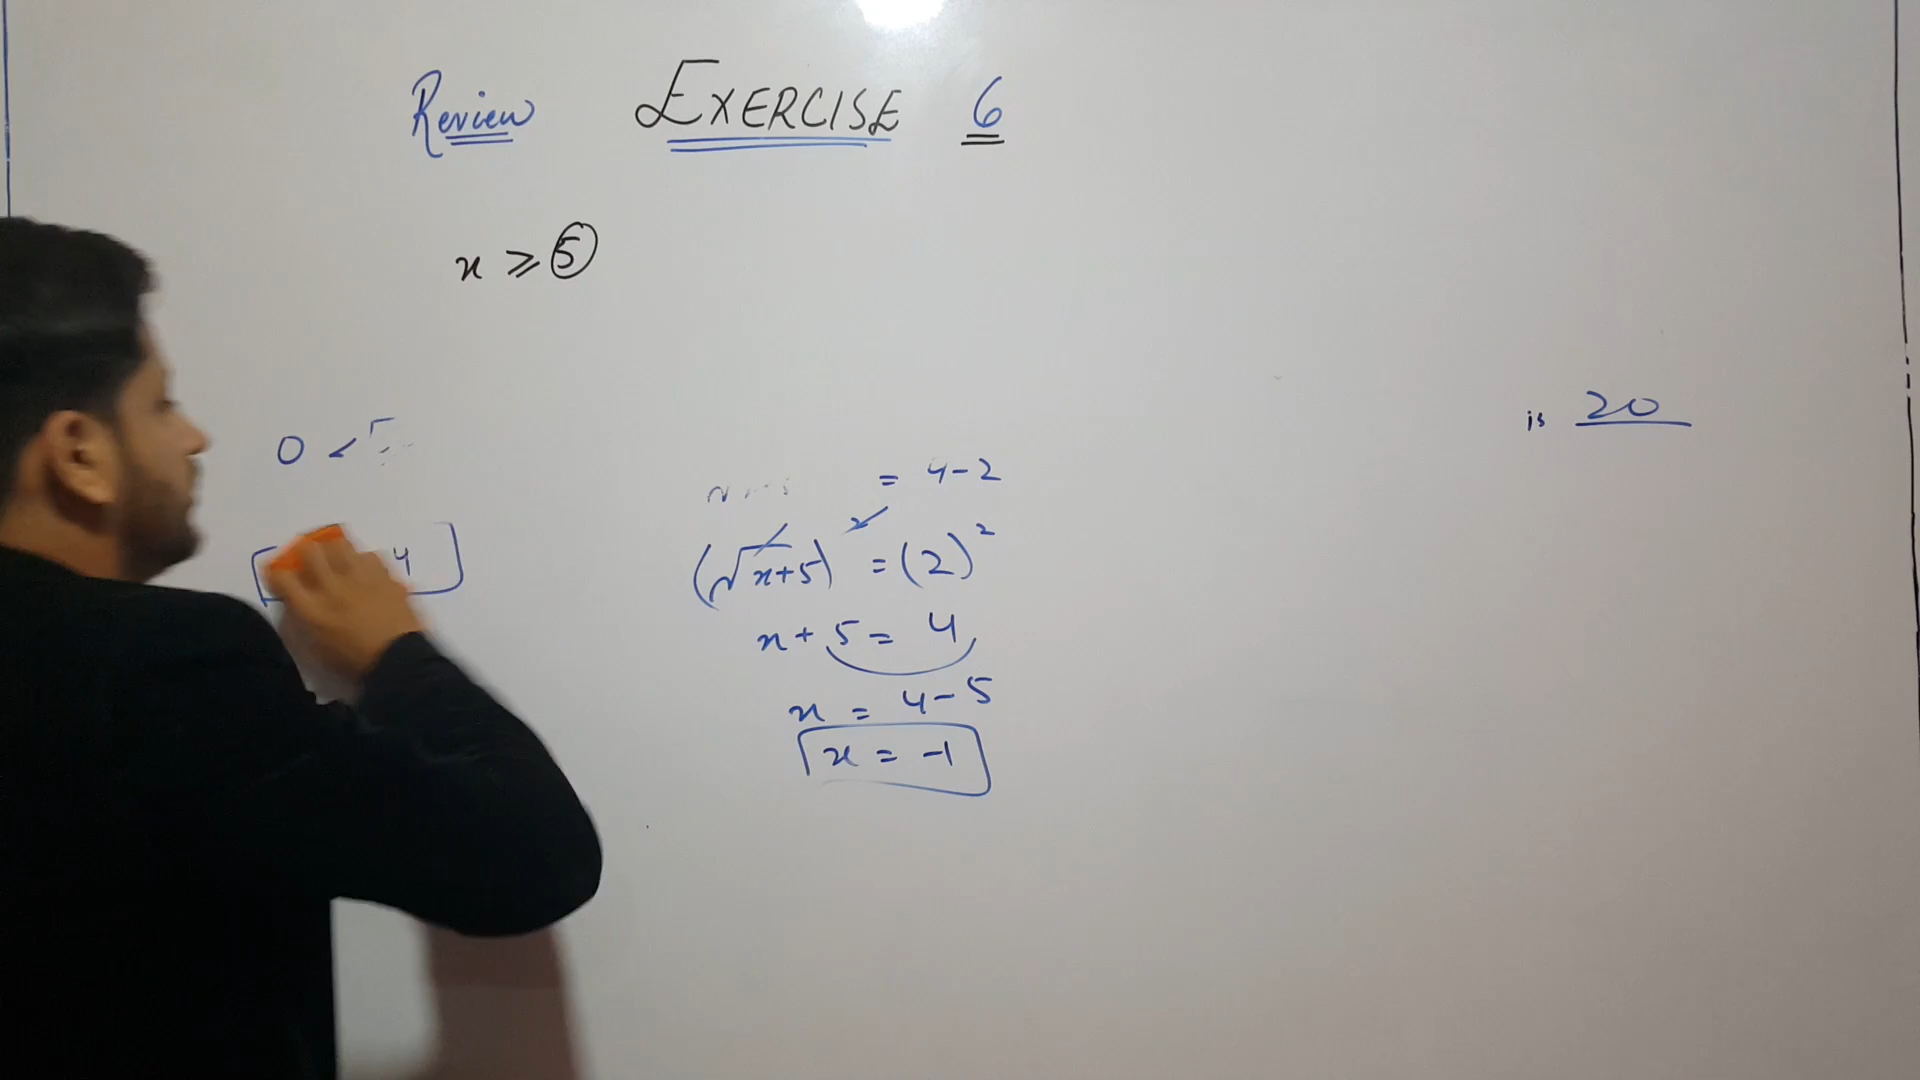 Review EXERCISE 6
x ≥ 5
is 20
0 <
= 4-2
(√x+5)² = (2)²
4
x+5 = 4
x = 4-5
x = -1